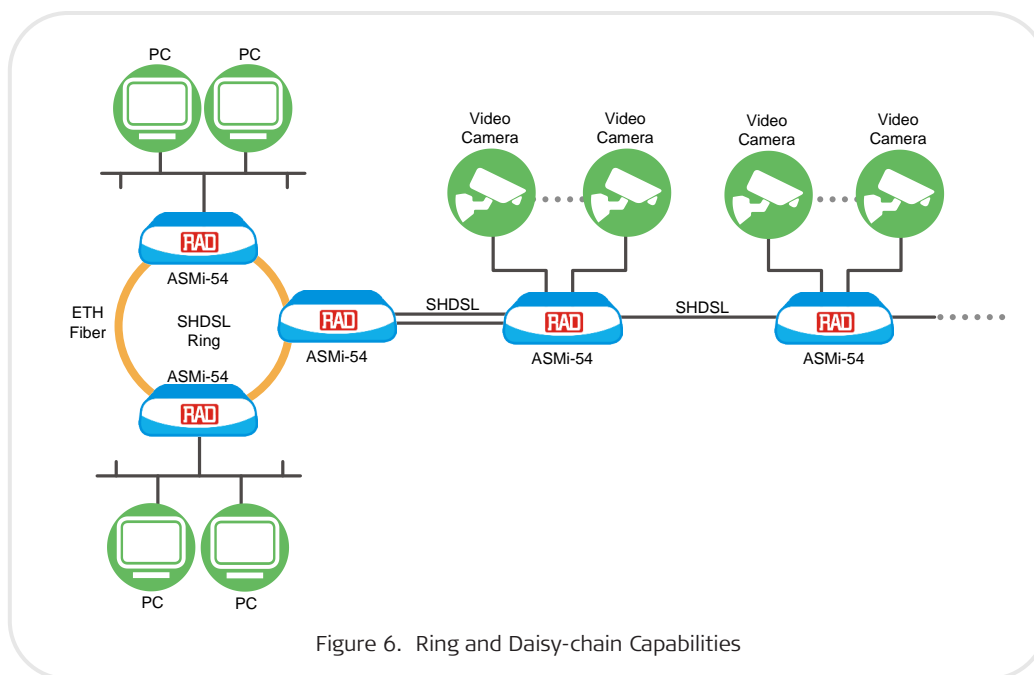 PC
PC
Video
Camera
Video
Camera
Video
Camera
Video
Camera
RAD
ASMi-54
ETH
Fiber
SHDSL
Ring
RAD
ASMi-54
SHDSL
RAD
ASMi-54
SHDSL
RAD
ASMi-54
ASMi-54
RAD
PC
PC
Figure 6. Ring and Daisy-chain Capabilities